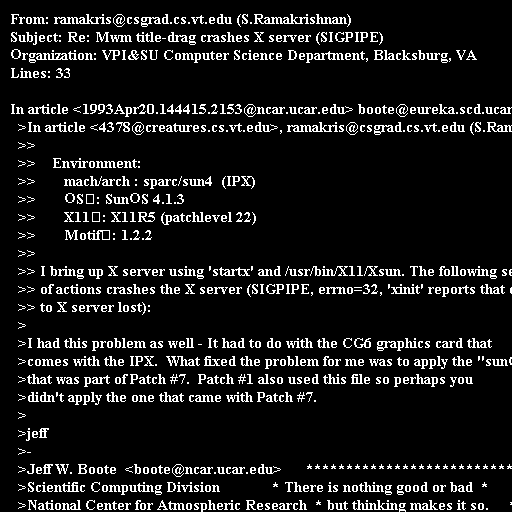 From: ramakris@csgrad.cs.vt.edu (S.Ramakrishnan)
Subject: Re: Mwm title-drag crashes X server (SIGPIPE)
Organization: VPI&SU Computer Science Department, Blacksburg, VA
Lines: 33

In article <1993Apr20.144415.2153@ncar.ucar.edu> boote@eureka.scd.ucar
>In article <4378@creatures.cs.vt.edu>, ramakris@csgrad.cs.vt.edu (S.Ram
>>
>> Environment:
>> mach/arch : sparc/sun4 (IPX)
>> OS▯: SunOS 4.1.3
>> X11▯: X11R5 (patchlevel 22)
>> Motif▯: 1.2.2
>>
>> I bring up X server using 'startx' and /usr/bin/X11/Xsun. The following se
>> of actions crashes the X server (SIGPIPE, errno=32, 'xinit' reports that
>> to X server lost):
>
>I had this problem as well - It had to do with the CG6 graphics card that
>comes with the IPX. What fixed the problem for me was to apply the "sun
>that was part of Patch #7. Patch #1 also used this file so perhaps you
>didn't apply the one that came with Patch #7.
>
>jeff
>-
>Jeff W. Boote <boote@ncar.ucar.edu> **************************
>Scientific Computing Division * There is nothing good or bad *
>National Center for Atmospheric Research * but thinking makes it so. *